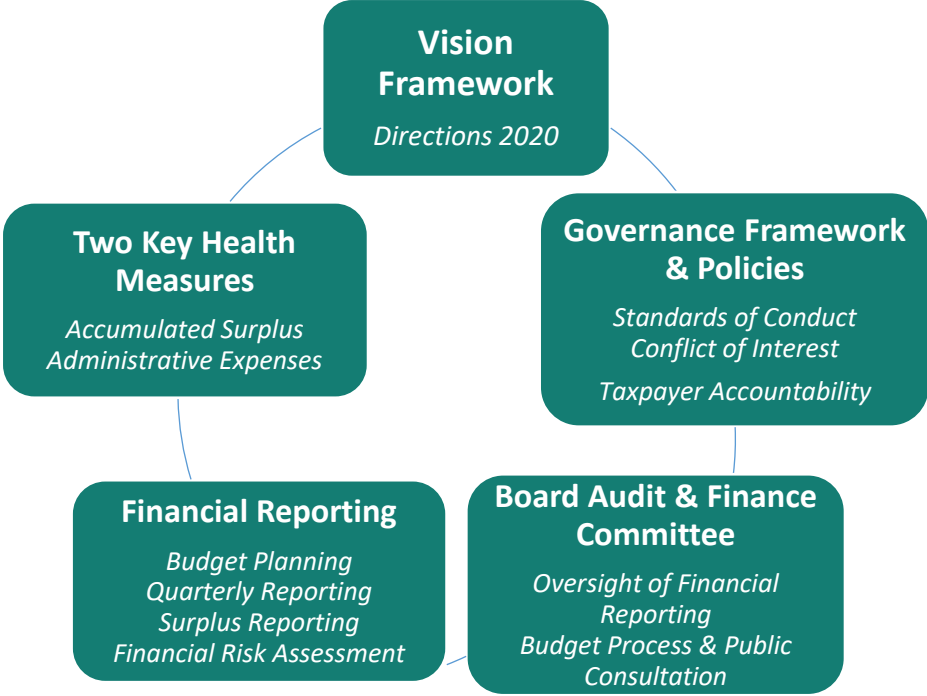 Vision
Framework
Directions 2020
Governance Framework
& Policies
Standards of Conduct
Conflict of Interest
Taxpayer Accountability
Board Audit & Finance
Committee
Oversight of Financial
Reporting
Budget Process & Public
Consultation
Financial Reporting
Budget Planning
Quarterly Reporting
Surplus Reporting
Financial Risk Assessment
Two Key Health
Measures
Accumulated Surplus
Administrative Expenses